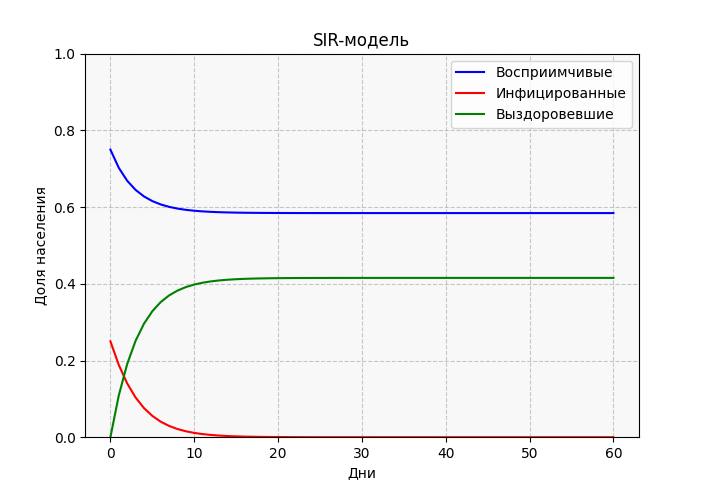 SIR-модель
1.0
0.8
0.6
0.4
0.2
0.0
Доля населения
Восприимчивые
Инфицированные
Выздоровевшие
0 10 20 30 40 50 60
Дни